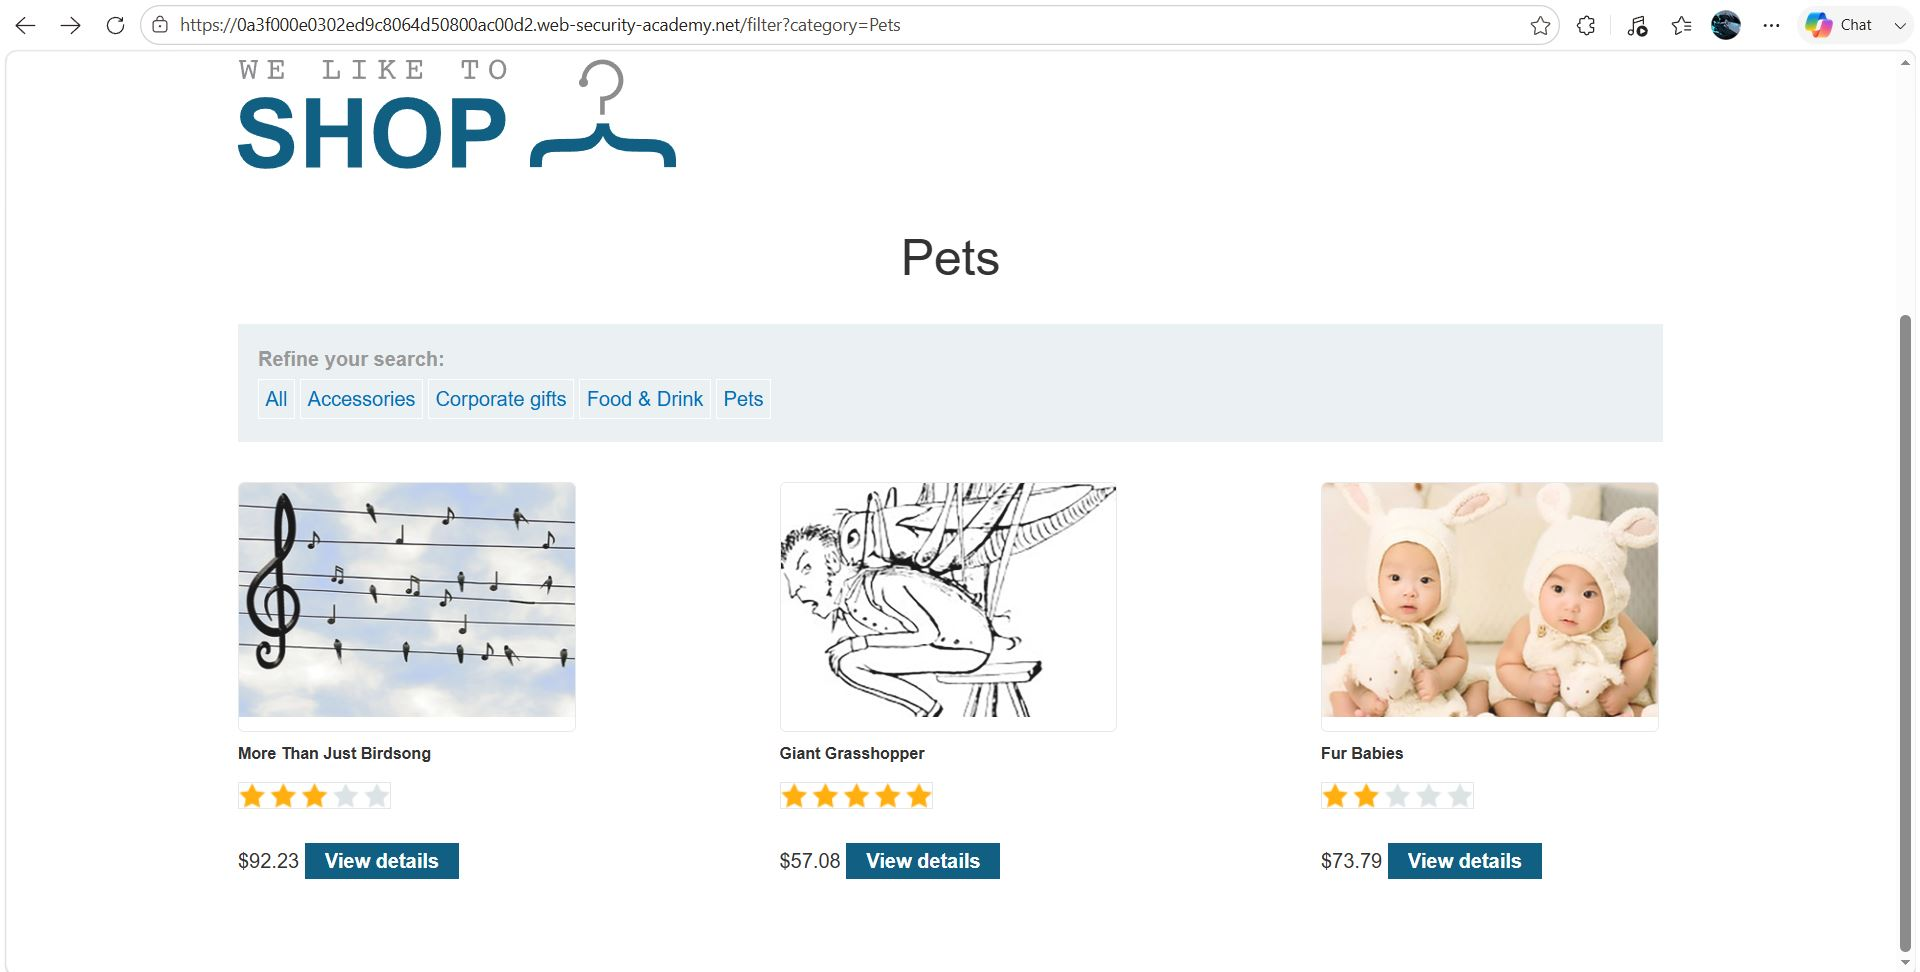 https://0a3f000e0302ed9c8064d50800ac00d2.web-security-academy.net/filter?category=Pets
Chat
WE LIKE TO
SHOP
Pets
Refine your search:
All Accessories Corporate gifts Food & Drink Pets
More Than Just Birdsong Giant Grasshopper Fur Babies
$92.23 View details $57.08 View details $73.79 View details